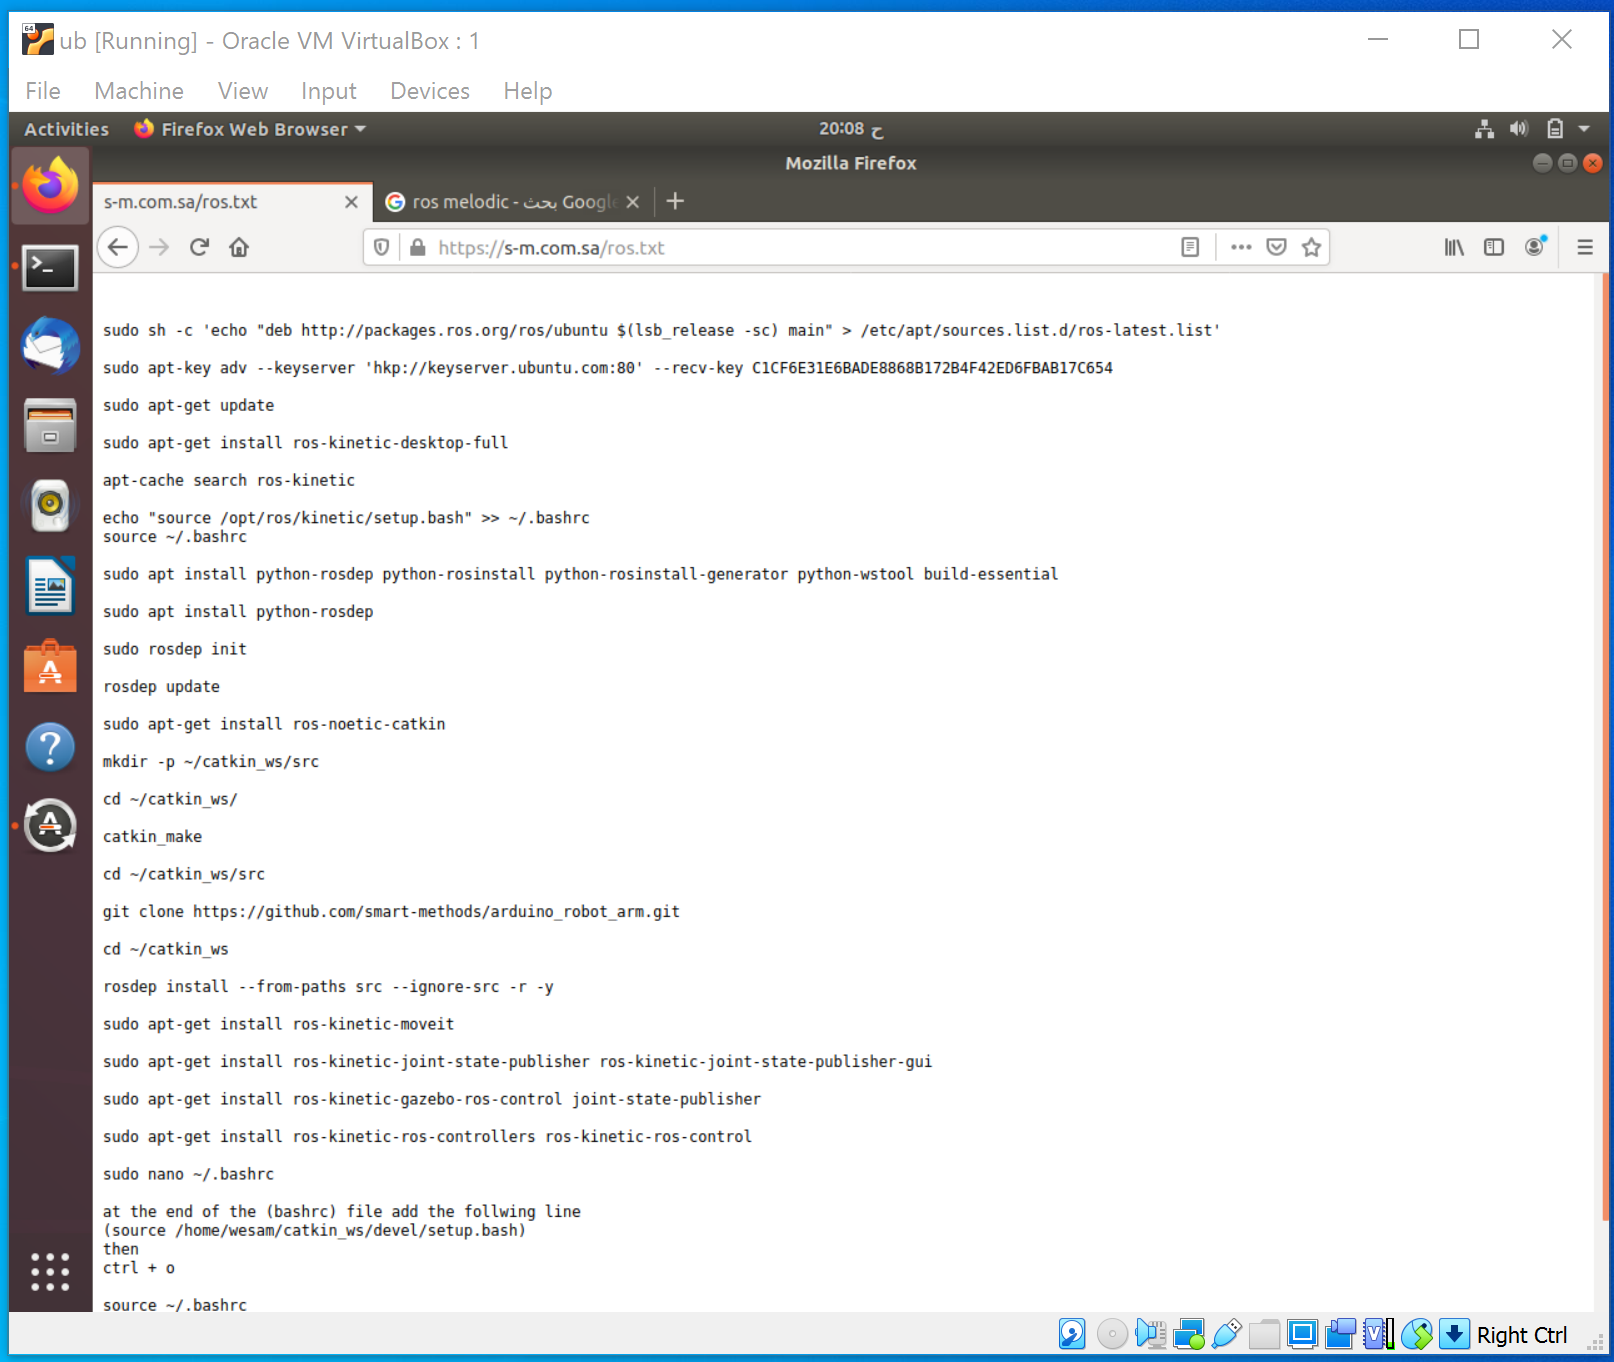 ub [Running] - Oracle VM VirtualBox : 1
File Machine View Input Devices Help
Activities Firefox Web Browser 20:08 ح
Mozilla Firefox
s-m.com.sa/ros.txt ros melodic - بحث Google
https://s-m.com.sa/ros.txt
sudo sh -c 'echo "deb http://packages.ros.org/ros/ubuntu $(lsb_release -sc) main" > /etc/apt/sources.list.d/ros-latest.list'
sudo apt-key adv --keyserver 'hkp://keyserver.ubuntu.com:80' --recv-key C1CF6E31E6BADE8868B172B4F42ED6FBAB17C654
sudo apt-get update
sudo apt-get install ros-kinetic-desktop-full
apt-cache search ros-kinetic
echo "source /opt/ros/kinetic/setup.bash" >> ~/.bashrc
source ~/.bashrc
sudo apt install python-rosdep python-rosinstall python-rosinstall-generator python-wstool build-essential
sudo apt install python-rosdep
sudo rosdep init
rosdep update
sudo apt-get install ros-noetic-catkin
mkdir -p ~/catkin_ws/src
cd ~/catkin_ws/
catkin_make
cd ~/catkin_ws/src
git clone https://github.com/smart-methods/arduino_robot_arm.git
cd ~/catkin_ws
rosdep install --from-paths src --ignore-src -r -y
sudo apt-get install ros-kinetic-moveit
sudo apt-get install ros-kinetic-joint-state-publisher ros-kinetic-joint-state-publisher-gui
sudo apt-get install ros-kinetic-gazebo-ros-control joint-state-publisher
sudo apt-get install ros-kinetic-ros-controllers ros-kinetic-ros-control
sudo nano ~/.bashrc
at the end of the (bashrc) file add the follwing line
(source /home/wesam/catkin_ws/devel/setup.bash)
then
ctrl + o
source ~/.bashrc
Right Ctrl